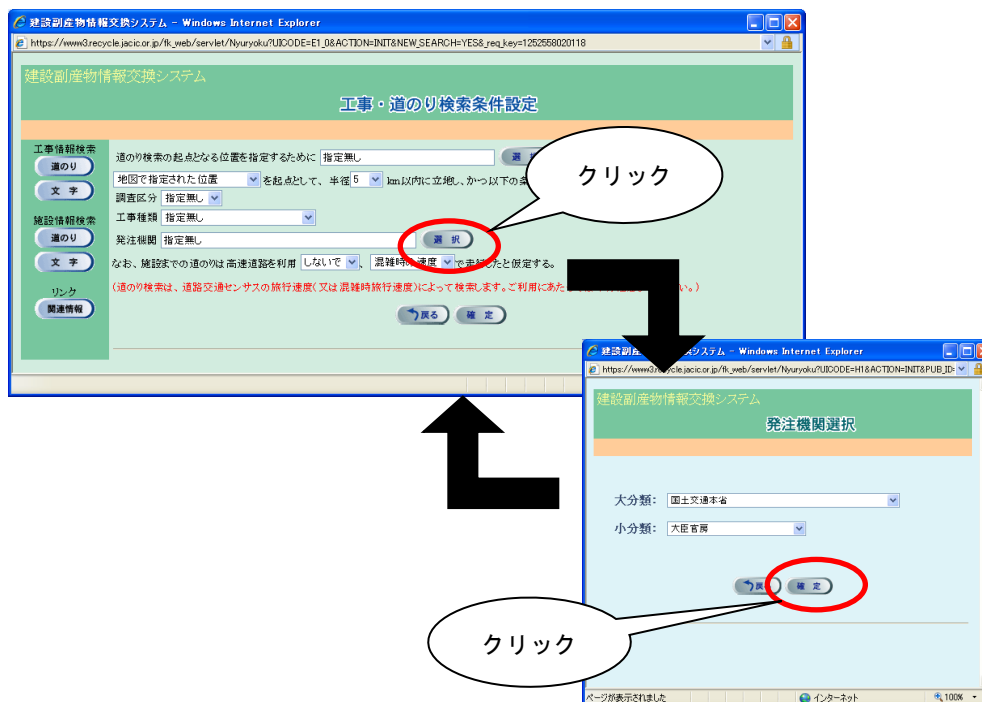 建設副産物情報交換システム - Windows Internet Explorer
https://www3.recycle.jacic.or.jp/fk_web/servlet/Nyuryoku?UICODE=E1_0&ACTION=INIT&NEW_SEARCH=YES&_req_key=1252558020118
建設副産物情報交換システム
工事・道のり検索条件設定
工事情報検索
道のり
文 字
施設情報検索
道のり
文 字
リンク
関連情報
道のり検索の起点となる位置を指定するために 指定無し 選
地図で指定された位置 を起点として、半径 5 km以内に立地し、かつ以下の条
調査区分 指定無し
工事種類 指定無し
発注機関 指定無し 選 択
なお、施設までの道のりは高速道路を利用 しないで 、 混雑時の速度 で走行したと仮定する。
(道のり検索は、道路交通センサスの旅行速度(又は混雑時旅行速度)によって検索します。ご利用にあた い。)
戻る 確 定
クリック
建設副産 システム - Windows Internet Explorer
https://www3.recycle.jacic.or.jp/fk_web/servlet/Nyuryoku?UICODE=H1&ACTION=INIT&PUB_ID=
建設副産物情報交換システム
発注機関選択
大分類: 国土交通本省
小分類: 大臣官房
戻る 確 定
クリック
ページが表示されました インターネット 100%